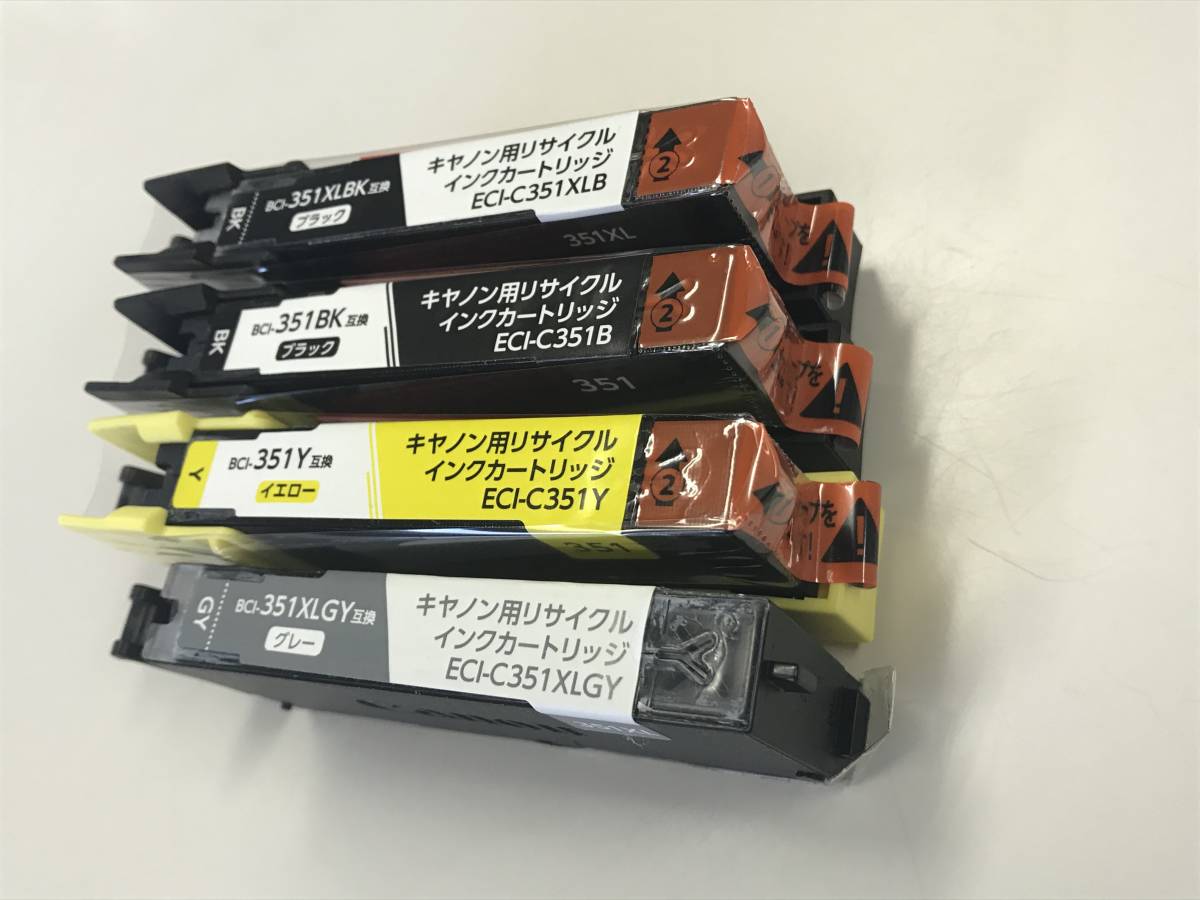 BK
BCI-351XLBK互換
ブラック
キヤノン用リサイクル
インクカートリッジ
ECI-C351XLB
②
351XL
BK
BCI-351BK互換
ブラック
キヤノン用リサイクル
インクカートリッジ
ECI-C351B
②
351
Y
BCI-351Y互換
イエロー
キヤノン用リサイクル
インクカートリッジ
ECI-C351Y
②
351
GY
BCI-351XLGY互換
グレー
キヤノン用リサイクル
インクカートリッジ
ECI-C351XLGY
351XL